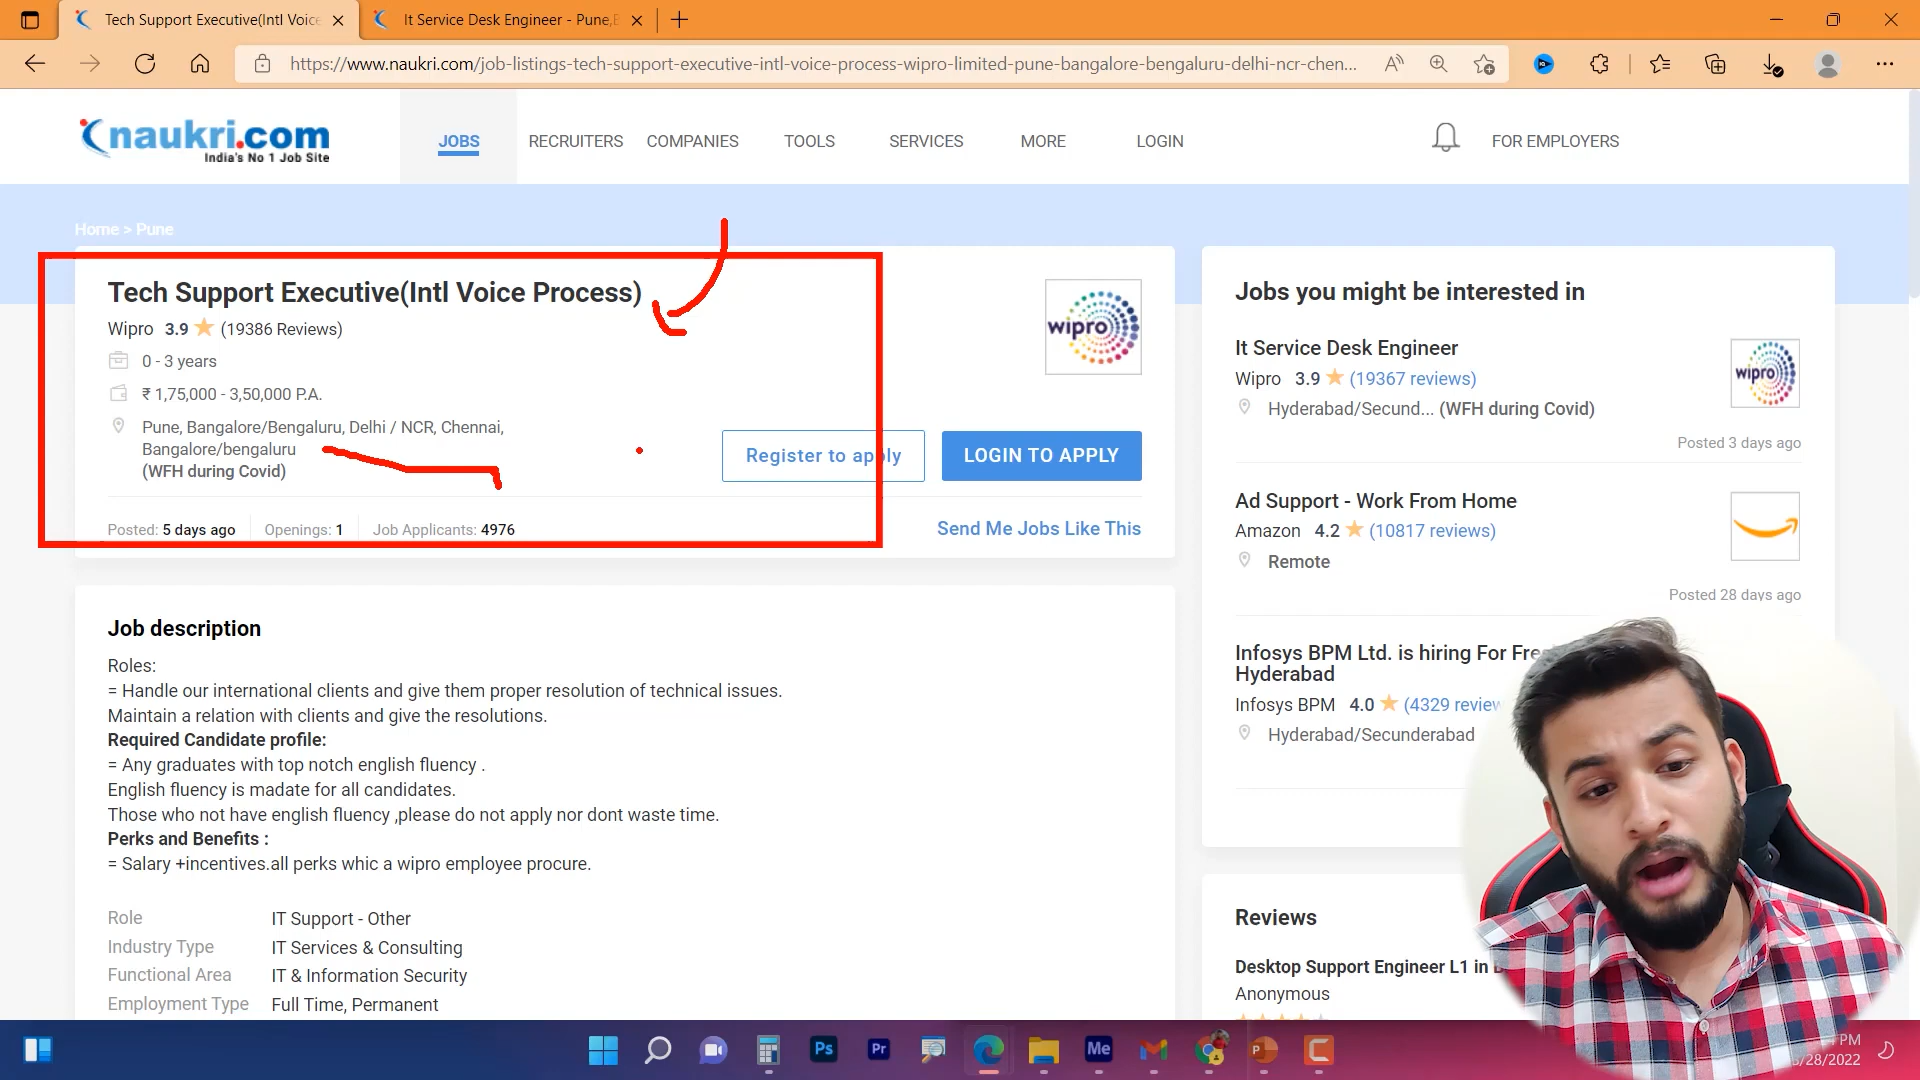 Tech Support Executive(Intl Voice
It Service Desk Engineer - Pune,B
https://www.naukri.com/job-listings-tech-support-executive-intl-voice-process-wipro-limited-pune-bangalore-bengaluru-delhi-ncr-chen...
naukri.com
India's No 1 Job Site
JOBS
RECRUITERS
COMPANIES
TOOLS
SERVICES
MORE
LOGIN
FOR EMPLOYERS
Home > Pune
Tech Support Executive(Intl Voice Process)
Wipro 3.9 (19386 Reviews)
0 - 3 years
₹ 1,75,000 - 3,50,000 P.A.
Pune, Bangalore/Bengaluru, Delhi / NCR, Chennai,
Bangalore/bengaluru
(WFH during Covid)
wipro
Register to apply
LOGIN TO APPLY
Posted: 5 days ago
Openings: 1
Job Applicants: 4976
Send Me Jobs Like This
Job description
Roles:
= Handle our international clients and give them proper resolution of technical issues.
Maintain a relation with clients and give the resolutions.
Required Candidate profile:
= Any graduates with top notch english fluency .
English fluency is madate for all candidates.
Those who not have english fluency ,please do not apply nor dont waste time.
Perks and Benefits :
= Salary +incentives.all perks whic a wipro employee procure.
Role IT Support - Other
Industry Type IT Services & Consulting
Functional Area IT & Information Security
Employment Type Full Time, Permanent
Jobs you might be interested in
It Service Desk Engineer
Wipro 3.9 (19367 reviews)
Hyderabad/Secund... (WFH during Covid)
wipro
Posted 3 days ago
Ad Support - Work From Home
Amazon 4.2 (10817 reviews)
Remote
Posted 28 days ago
Infosys BPM Ltd. is hiring For Fre
Hyderabad
Infosys BPM 4.0 (4329 review
Hyderabad/Secunderabad
Reviews
Desktop Support Engineer L1 in
Anonymous
Ps
Pr
Me
PM
/28/2022